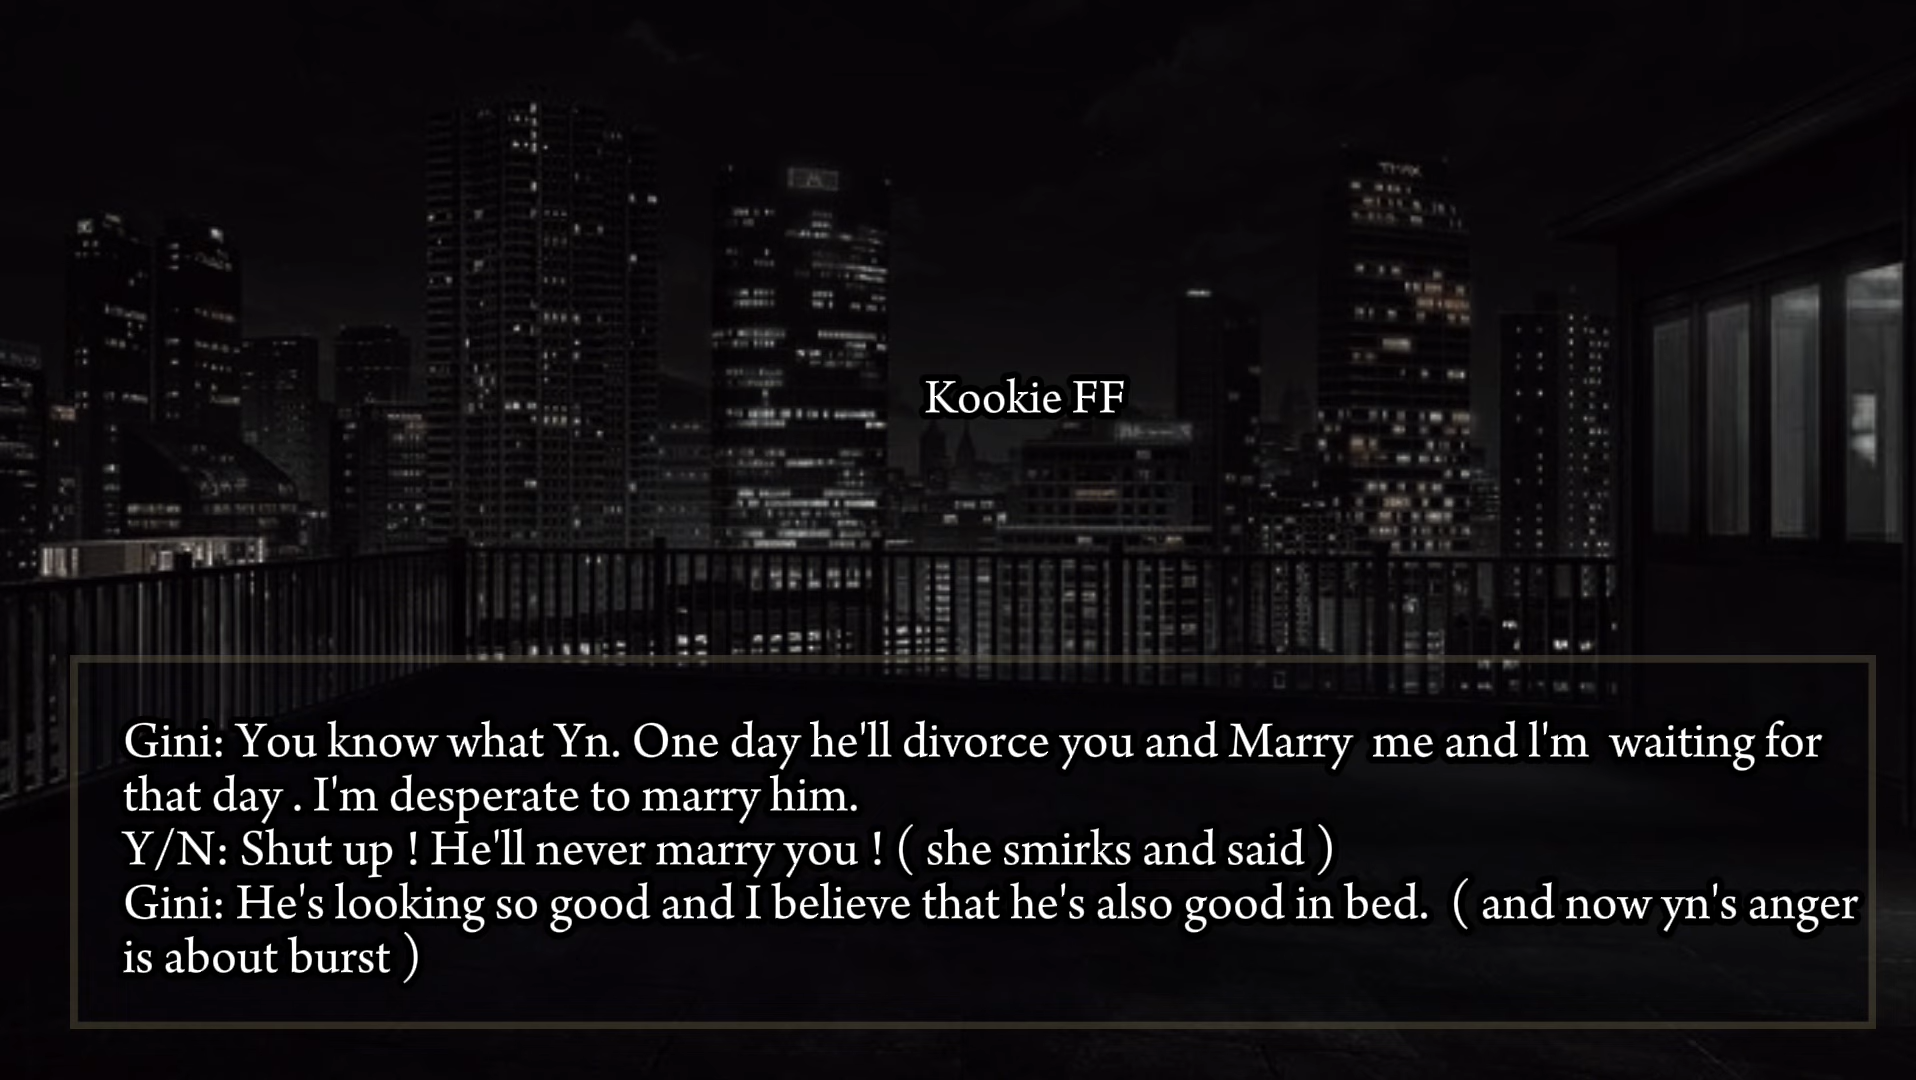 Kookie FF
Gini: You know what Yn. One day he'll divorce you and Marry  me and l'm  waiting for
that day . I'm desperate to marry him.
Y/N: Shut up ! He'll never marry you ! ( she smirks and said )
Gini: He's looking so good and I believe that he's also good in bed.  ( and now yn's anger
is about burst )